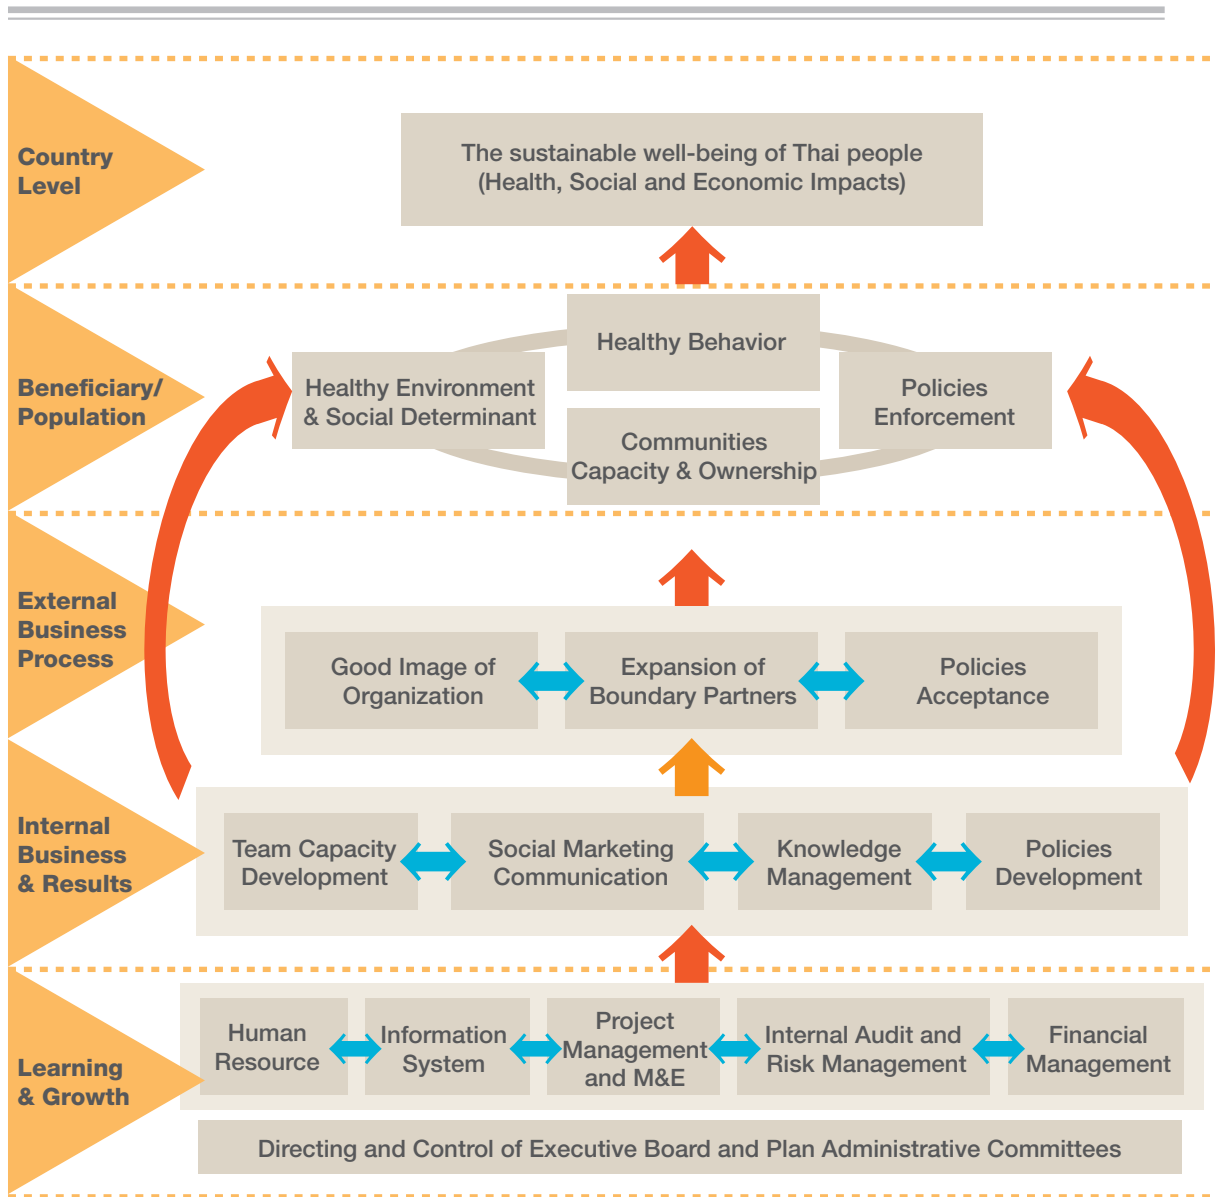 Country
Level
The sustainable well-being of Thai people
(Health, Social and Economic Impacts)
Beneficiary/
Population
Healthy Behavior
Healthy Environment
& Social Determinant
Policies
Enforcement
Communities
Capacity & Ownership
External
Business
Process
Good Image of
Organization
Expansion of
Boundary Partners
Policies
Acceptance
Internal
Business
& Results
Team Capacity
Development
Social Marketing
Communication
Knowledge
Management
Policies
Development
Learning
& Growth
Human
Resource
Information
System
Project
Management
and M&E
Internal Audit and
Risk Management
Financial
Management
Directing and Control of Executive Board and Plan Administrative Committees